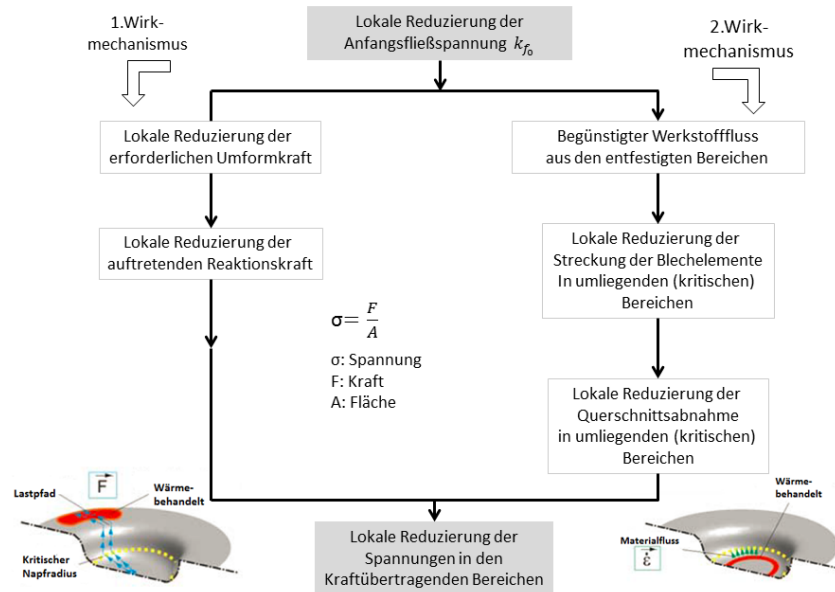 1.Wirk-
mechanismus
Lokale Reduzierung der
Anfangsfließspannung k_{f_0}
2.Wirk-
mechanismus
Lokale Reduzierung der
erforderlichen Umformkraft
Begünstigter Werkstofffluss
aus den entfestigten Bereichen
Lokale Reduzierung der
auftretenden Reaktionskraft
Lokale Reduzierung der
Streckung der Blechelemente
In umliegenden (kritischen)
Bereichen
σ= F/A
σ: Spannung
F: Kraft
A: Fläche
Lokale Reduzierung der
Querschnittsabnahme
in umliegenden (kritischen)
Bereichen
Lastpfad
F
Wärme-
behandelt
Kritischer
Napfradius
Lokale Reduzierung der
Spannungen in den
Kraftübertragenden Bereichen
Wärme-
behandelt
Materialfluss
ε̇